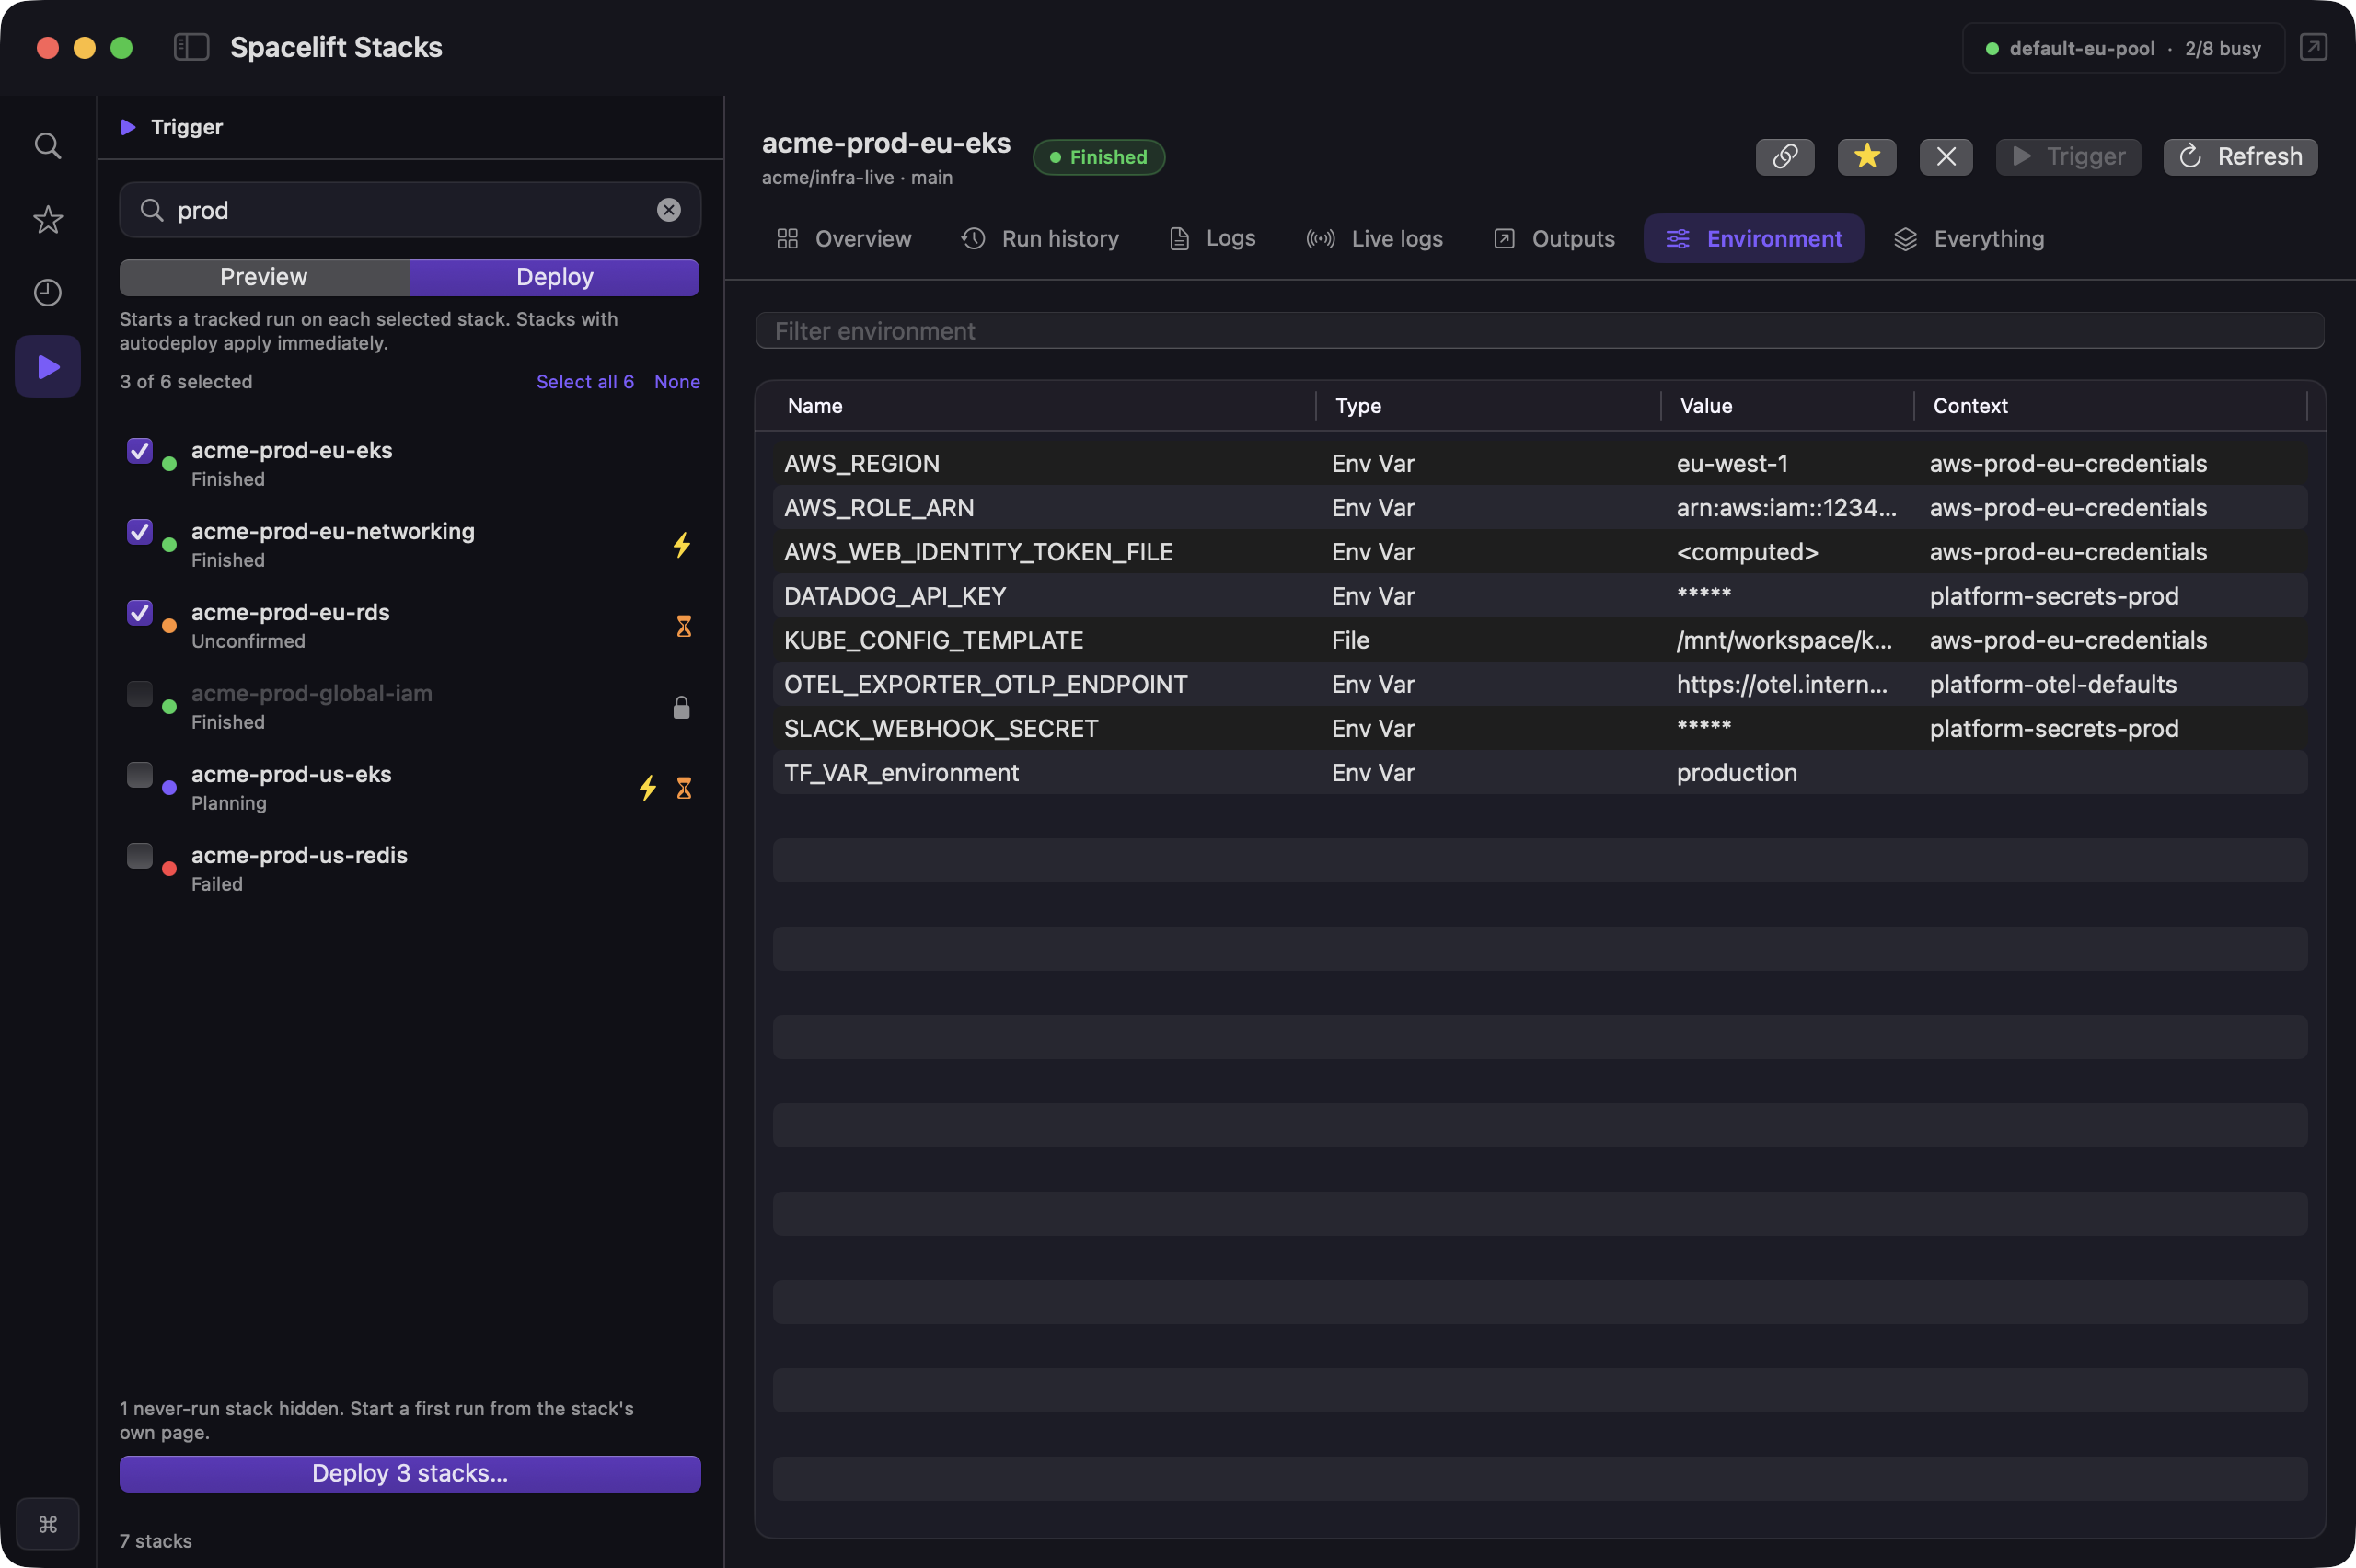 Spacelift Stacks
default-eu-pool · 2/8 busy
Trigger
prod
Preview
Deploy
Starts a tracked run on each selected stack. Stacks with
autodeploy apply immediately.
3 of 6 selected
Select all 6
None
acme-prod-eu-eks
Finished
acme-prod-eu-networking
Finished
acme-prod-eu-rds
Unconfirmed
acme-prod-global-iam
Finished
acme-prod-us-eks
Planning
acme-prod-us-redis
Failed
1 never-run stack hidden. Start a first run from the stack's
own page.
Deploy 3 stacks...
7 stacks
acme-prod-eu-eks
Finished
acme/infra-live · main
Trigger
Refresh
Overview
Run history
Logs
Live logs
Outputs
Environment
Everything
Filter environment
Name Type Value Context
AWS_REGION Env Var eu-west-1 aws-prod-eu-credentials
AWS_ROLE_ARN Env Var arn:aws:iam::1234... aws-prod-eu-credentials
AWS_WEB_IDENTITY_TOKEN_FILE Env Var <computed> aws-prod-eu-credentials
DATADOG_API_KEY Env Var ***** platform-secrets-prod
KUBE_CONFIG_TEMPLATE File /mnt/workspace/k... aws-prod-eu-credentials
OTEL_EXPORTER_OTLP_ENDPOINT Env Var https://otel.intern... platform-otel-defaults
SLACK_WEBHOOK_SECRET Env Var ***** platform-secrets-prod
TF_VAR_environment Env Var production